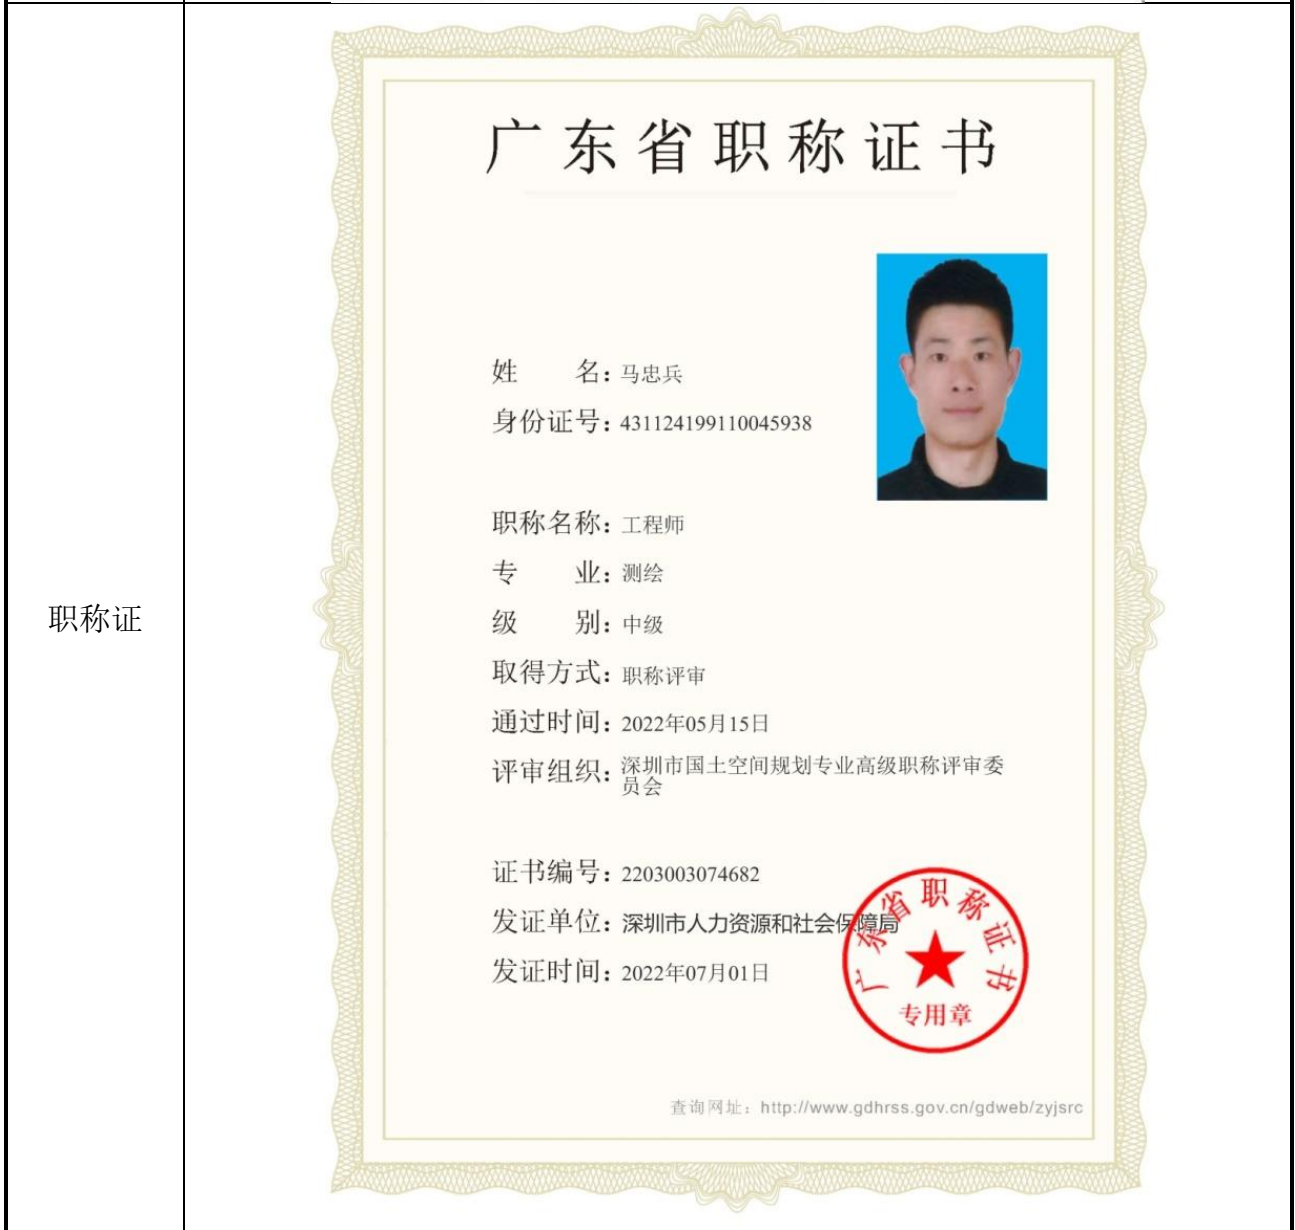 职称证
广东省职称证书
姓 名：马忠兵
身份证号：431124199110045938
职称名称：工程师
专 业：测绘
级 别：中级
取得方式：职称评审
通过时间：2022年05月15日
评审组织：深圳市国土空间规划专业高级职称评审委
员会
证书编号：2203003074682
发证单位：深圳市人力资源和社会保障局
发证时间：2022年07月01日
广东省职称证书
专用章
查询网址：http://www.gdhrss.gov.cn/gdweb/zyjsrc